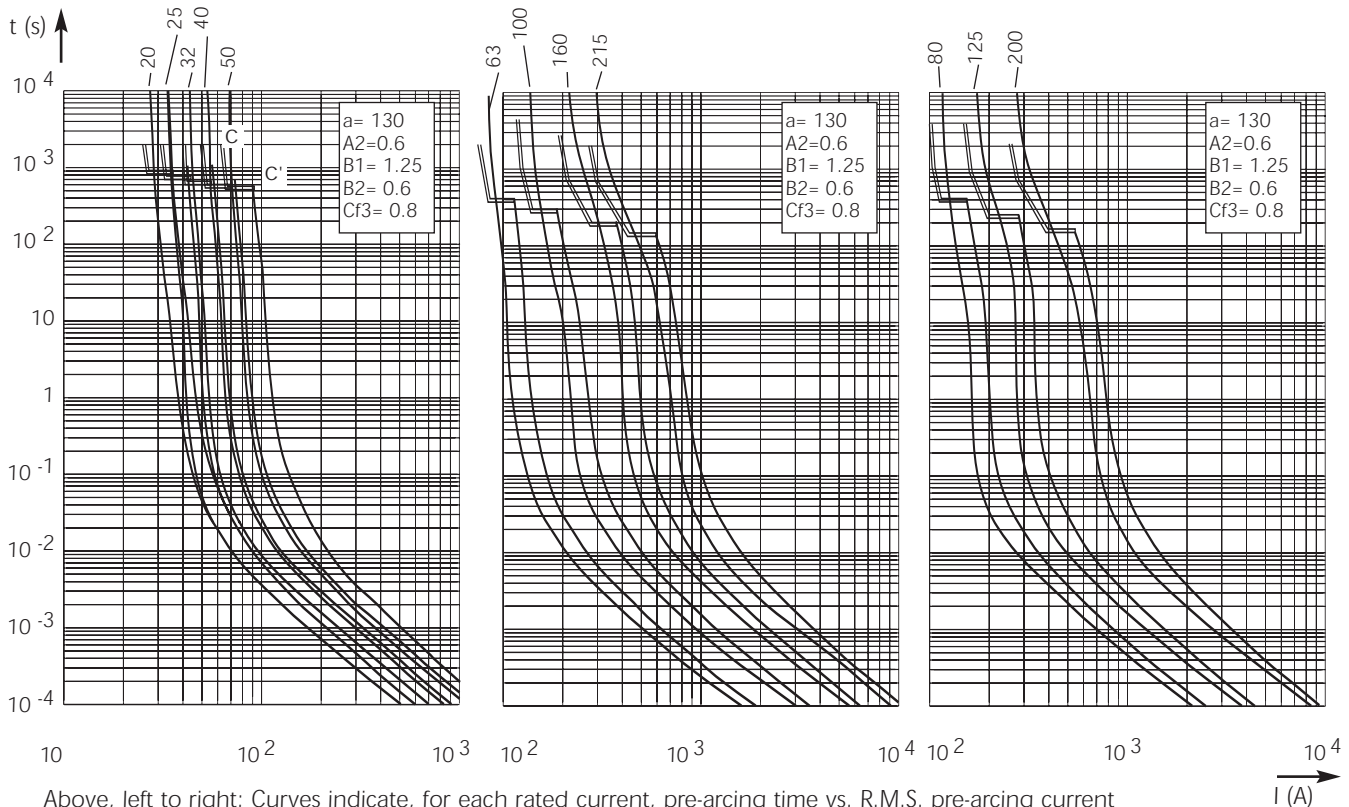 t (s)
20
25
32
40
50
63
100
160
215
80
125
200
10 4
10 3
10 2
10
1
10 -1
10 -2
10 -3
10 -4
C
C'
a= 130
A2=0.6
B1= 1.25
B2= 0.6
Cf3= 0.8
a= 130
A2=0.6
B1= 1.25
B2= 0.6
Cf3= 0.8
a= 130
A2=0.6
B1= 1.25
B2= 0.6
Cf3= 0.8
10 10 2 10 3 10 2 10 3 10 4 10 2 10 3 10 4
I (A)
Above, left to right: Curves indicate, for each rated current, pre-arcing time vs. R.M.S. pre-arcing current